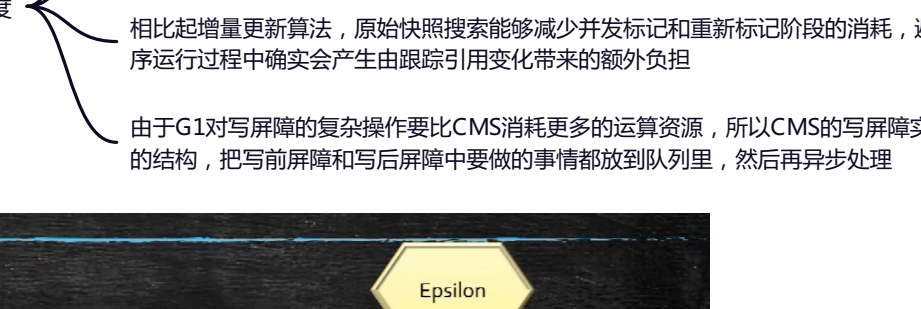 度
相比起增量更新算法，原始快照搜索能够减少并发标记和重新标记阶段的消耗，
序运行过程中确实会产生由跟踪引用变化带来的额外负担
由于G1对写屏障的复杂操作要比CMS消耗更多的运算资源，所以CMS的写屏障
的结构，把写前屏障和写后屏障中要做的事情都放到队列里，然后再异步处理
Epsilon